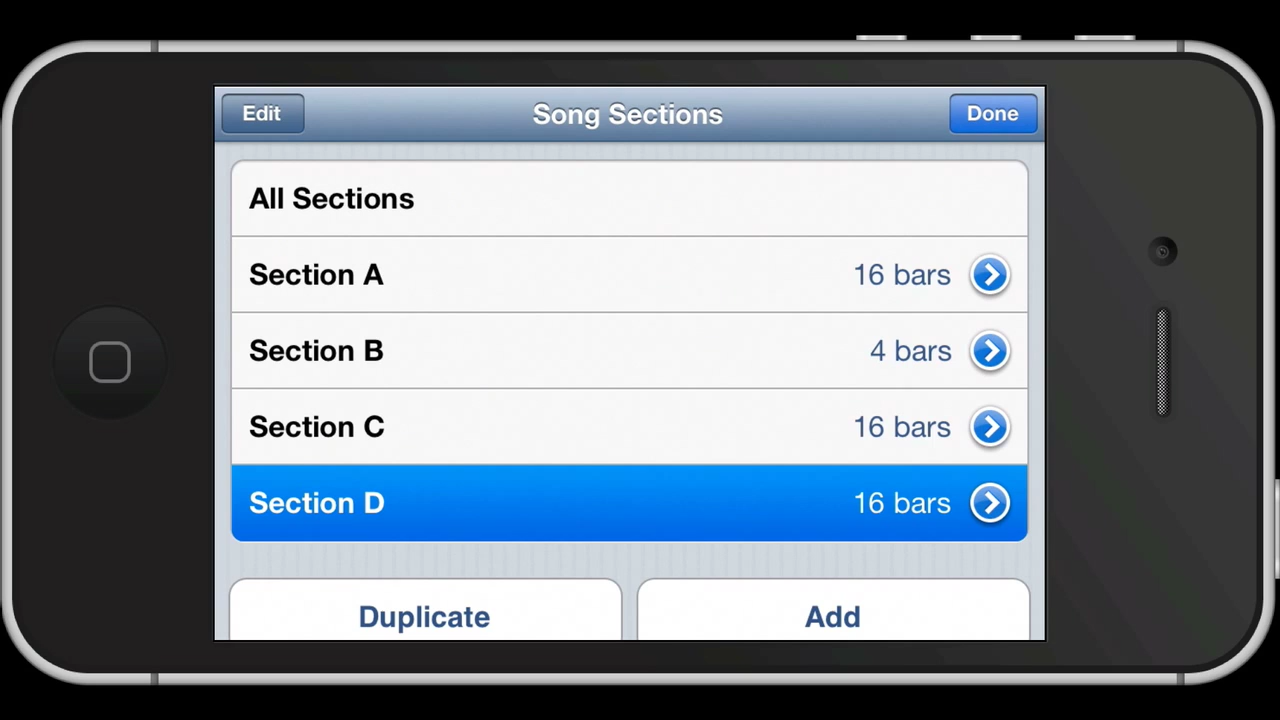 Edit Song Sections Done
All Sections
Section A 16 bars
Section B 4 bars
Section C 16 bars
Section D 16 bars
Duplicate Add